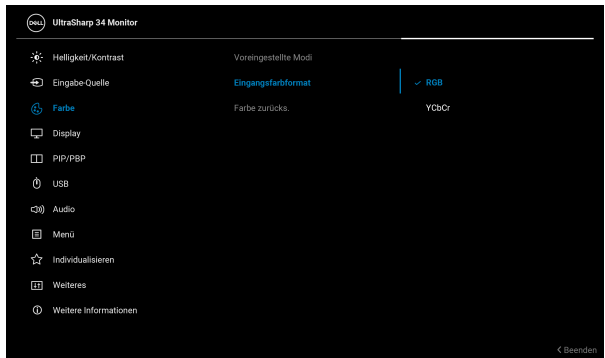 DELL UltraSharp 34 Monitor
Helligkeit/Kontrast
Eingabe-Quelle
Farbe
Display
PIP/PBP
USB
Audio
Menü
Individualisieren
Weiteres
Weitere Informationen
Voreingestellte Modi
Eingangsfarbformat
Farbe zurücks.
RGB
YCbCr
Beenden